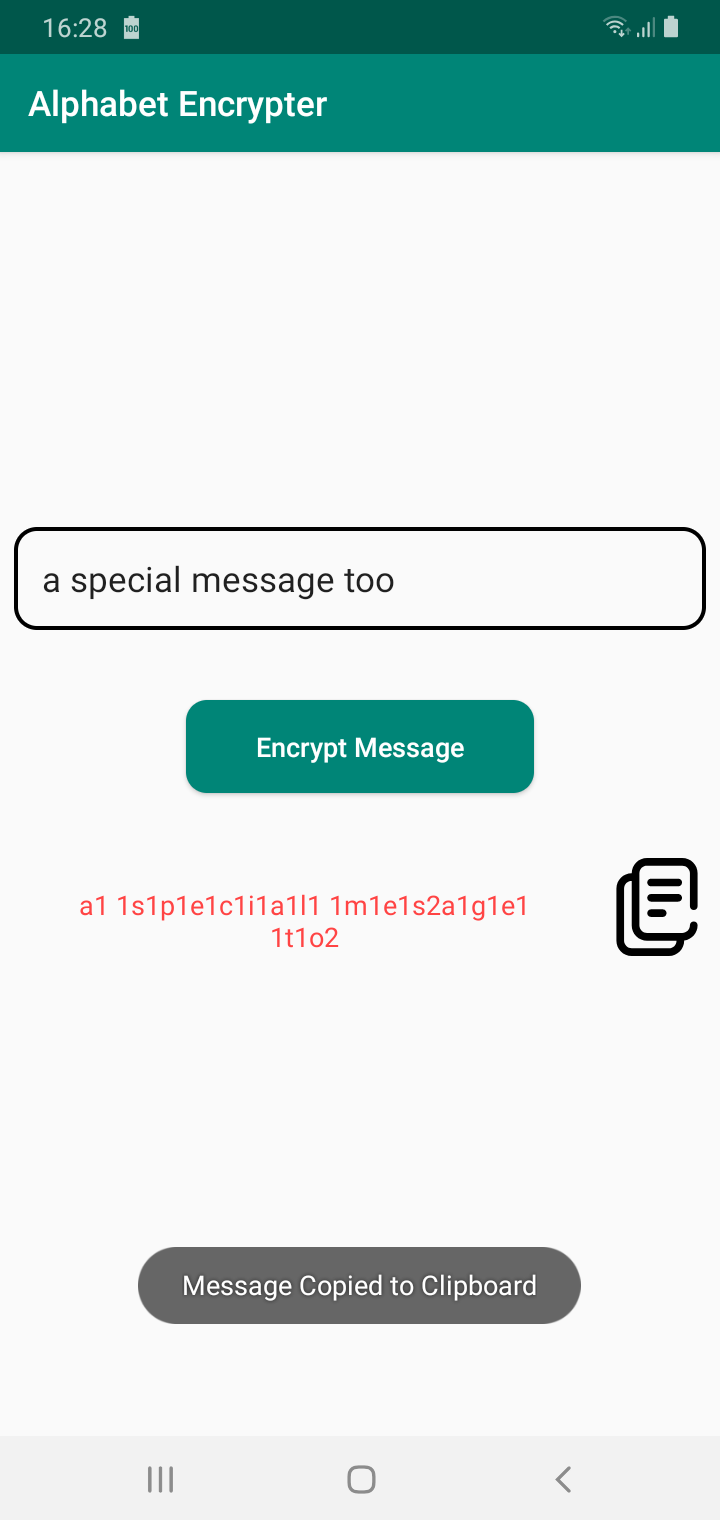 16:28 100
Alphabet Encrypter
a special message too
Encrypt Message
a1 1s1p1e1c1i1a1l1 1m1e1s2a1g1e1
1t1o2
Message Copied to Clipboard